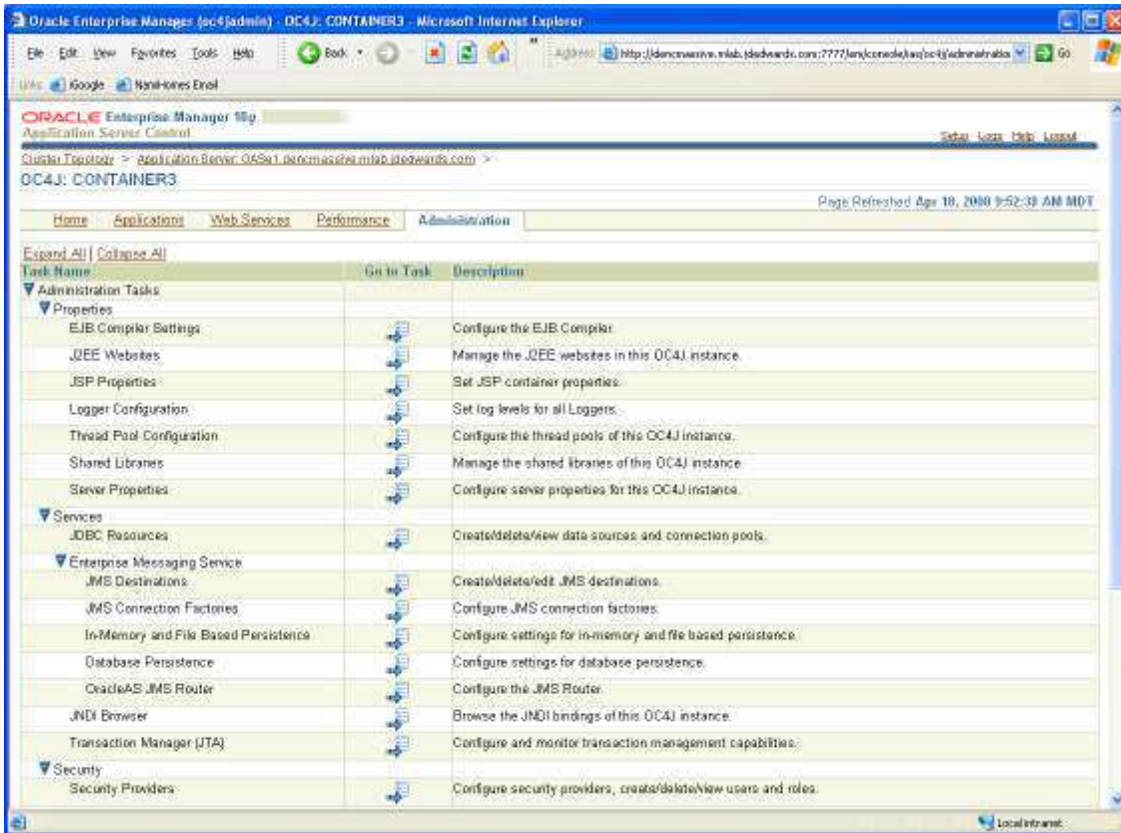 Oracle Enterprise Manager (oc4jadmin) - OC4J: CONTAINER3 - Microsoft Internet Explorer
File Edit View Favorites Tools Help Back Address Go
Links iGoogle
ORACLE Enterprise Manager 10g
Application Server Control
Setup Logs Help Logout
Cluster Topology > Application Server: >
OC4J: CONTAINER3
Page Refreshed Apr 18, 2008 9:52:38 AM MDT
Home Applications Web Services Performance Administration
Expand All | Collapse All
Task Name Go to Task Description
Administration Tasks
Properties
EJB Compiler Settings Configure the EJB Compiler.
J2EE Websites Manage the J2EE websites in this OC4J instance.
JSP Properties Set JSP container properties.
Logger Configuration Set log levels for all Loggers.
Thread Pool Configuration Configure the thread pools of this OC4J instance.
Shared Libraries Manage the shared libraries of this OC4J instance
Server Properties Configure server properties for this OC4J instance.
Services
JDBC Resources Create/delete/view data sources and connection pools.
Enterprise Messaging Service
JMS Destinations Create/delete/edit JMS destinations.
JMS Connection Factories Configure JMS connection factories.
In-Memory and File Based Persistence Configure settings for in-memory and file based persistence.
Database Persistence Configure settings for database persistence.
OracleAS JMS Router Configure the JMS Router.
JNDI Browser Browse the JNDI bindings of this OC4J instance.
Transaction Manager (JTA) Configure and monitor transaction management capabilities.
Security
Security Providers Configure security providers, create/delete/view users and roles.
Local intranet